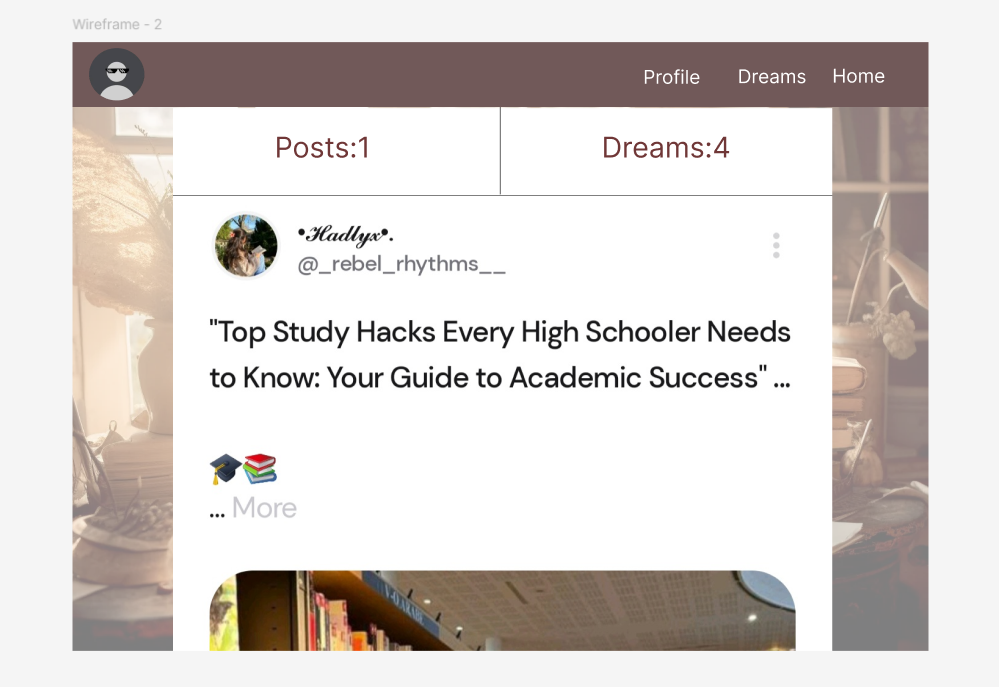 Wireframe - 2
Profile Dreams Home
Posts:1 Dreams:4
•𝓗𝓪𝓭𝓵𝔂𝔁•.
@_rebel_rhythms__
"Top Study Hacks Every High Schooler Needs
to Know: Your Guide to Academic Success" ...
🎓📚
... More